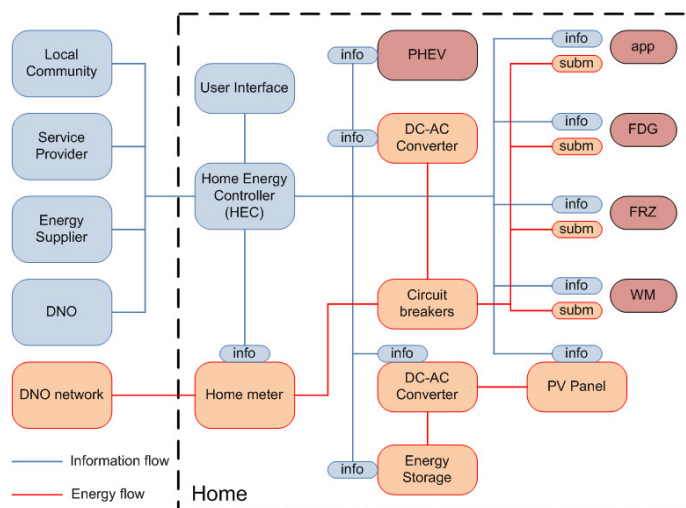 Local
Community
Service
Provider
Energy
Supplier
DNO
DNO network
User Interface
Home Energy
Controller
(HEC)
info
Home meter
info
PHEV
info
DC-AC
Converter
Circuit
breakers
info
DC-AC
Converter
info
Energy
Storage
info
app
subm
info
FDG
subm
info
FRZ
subm
info
WM
subm
info
PV Panel
Information flow
Energy flow
Home